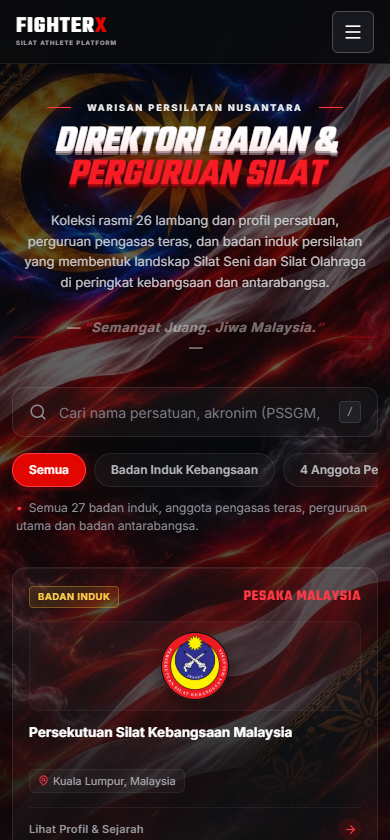 FIGHTERX
SILAT ATHLETE PLATFORM
WARISAN PERSILATAN NUSANTARA
DIREKTORI BADAN &
PERGURUAN SILAT
Koleksi rasmi 26 lambang dan profil persatuan,
perguruan pengasas teras, dan badan induk persilatan
yang membentuk landskap Silat Seni dan Silat Olahraga
di peringkat kebangsaan dan antarabangsa.
— "Semangat Juang. Jiwa Malaysia."
—
Cari nama persatuan, akronim (PSSGM, /
Semua Badan Induk Kebangsaan 4 Anggota Pe
• Semua 27 badan induk, anggota pengasas teras, perguruan
utama dan badan antarabangsa.
BADAN INDUK PESAKA MALAYSIA
Persekutuan Silat Kebangsaan Malaysia
Kuala Lumpur, Malaysia
Lihat Profil & Sejarah →